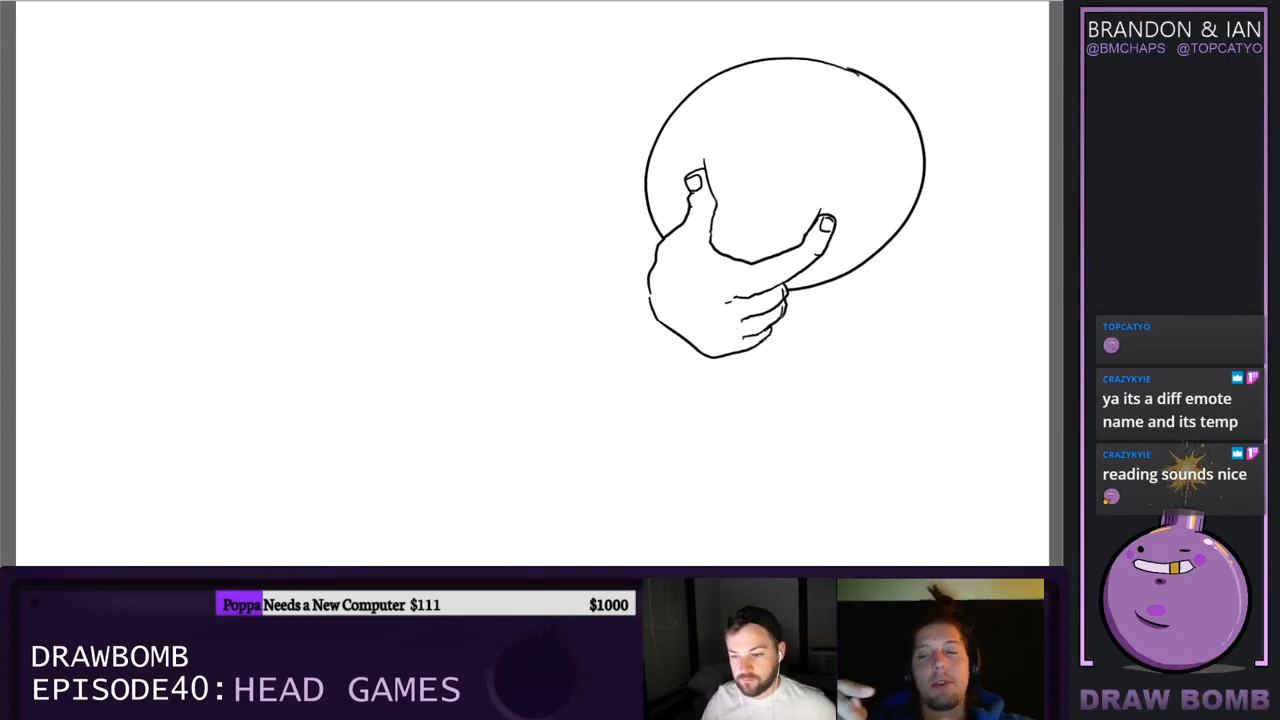 BRANDON & IAN
@BMCHAPS @TOPCATYO
TOPCATYO
CRAZYKYIE
ya its a diff emote
name and its temp
CRAZYKYIE
reading sounds nice
Poppa Needs a New Computer $111 $1000
DRAWBOMB
EPISODE40: HEAD GAMES
DRAW BOMB